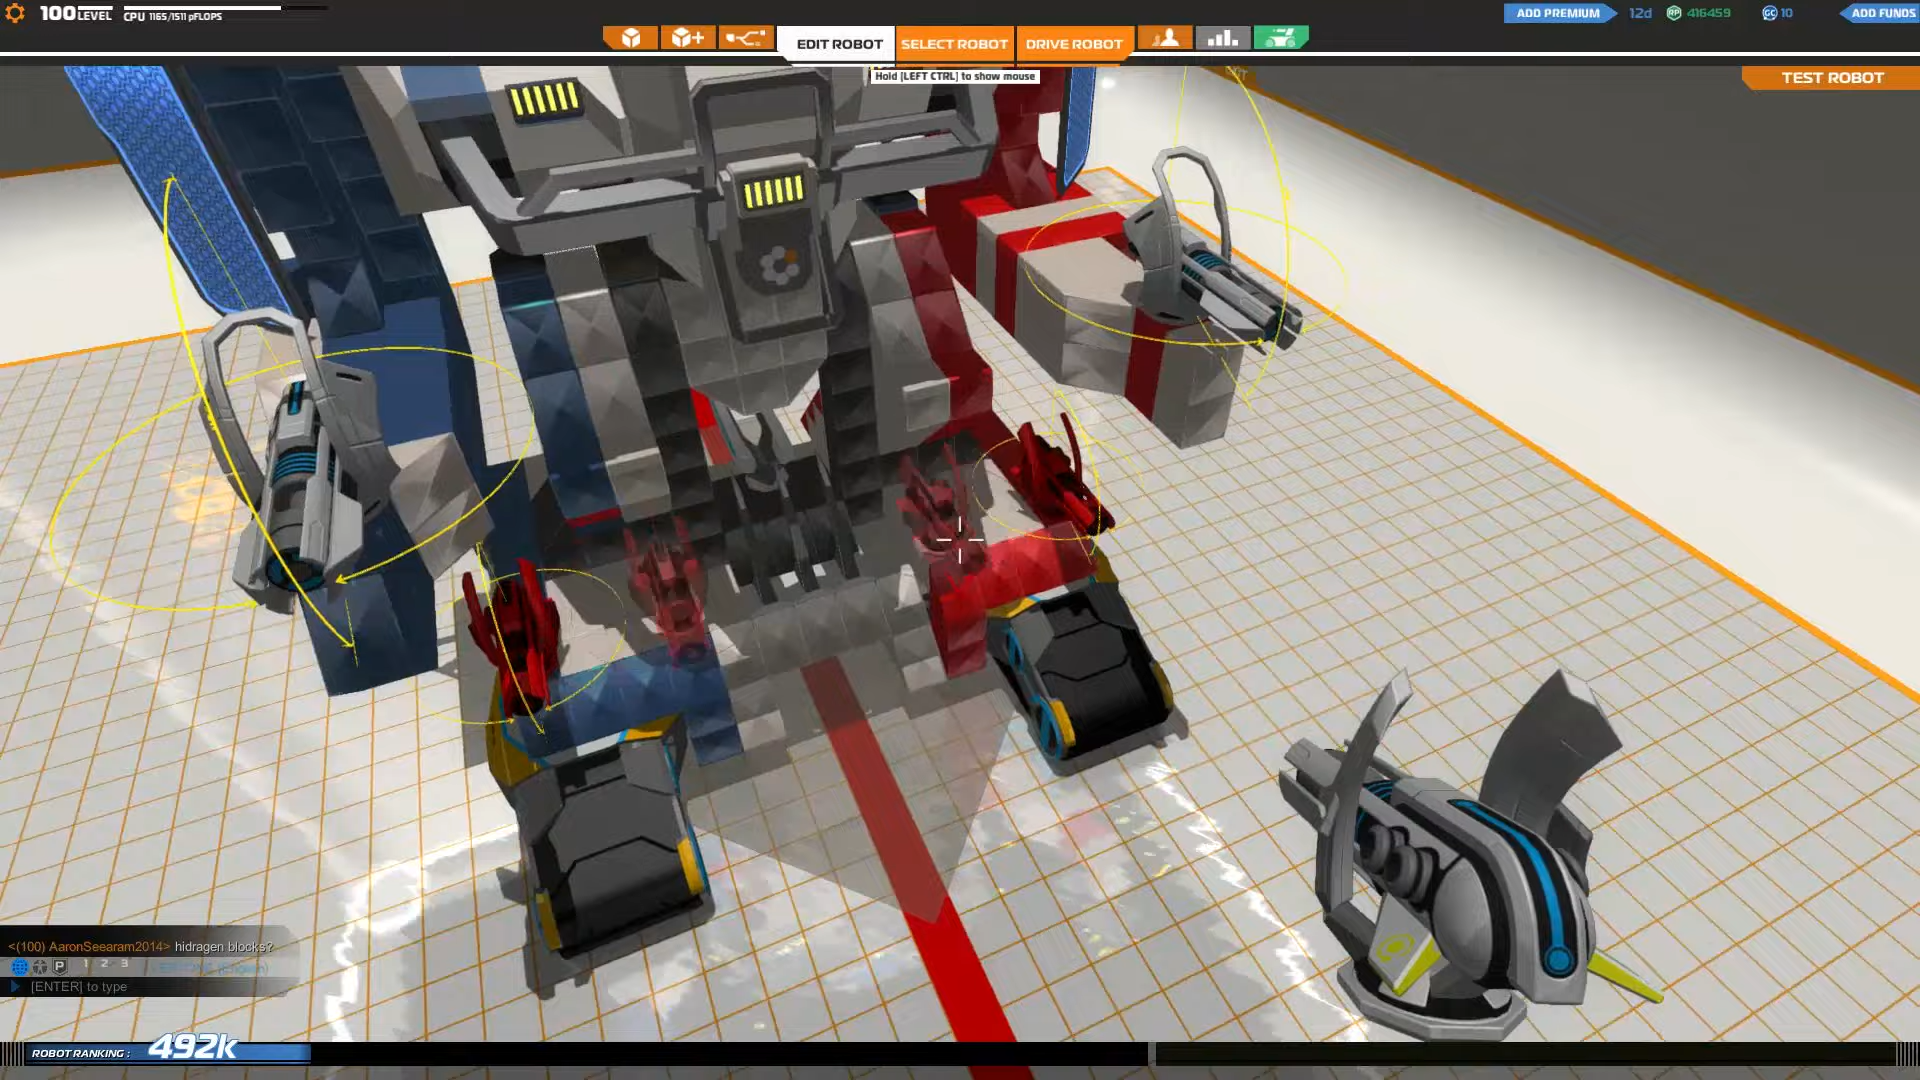 100 LEVEL CPU 1165/1511 pFLOPS
EDIT ROBOT SELECT ROBOT DRIVE ROBOT
ADD PREMIUM 12d RP 416459 GC 10 ADD FUNDS
Hold [LEFT CTRL] to show mouse
TEST ROBOT
<(100) AaronSeearam2014> hidragen blocks?
P 1 2 3
[ENTER] to type
ROBOT RANKING : 492k